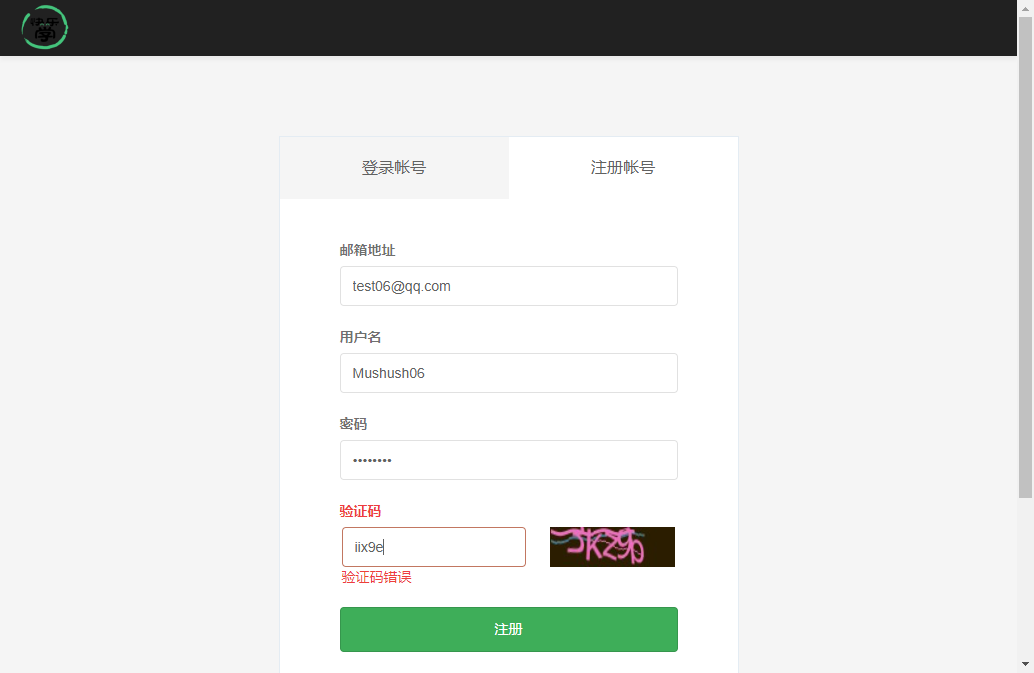 登录帐号
注册帐号
邮箱地址
test06@qq.com
用户名
Mushush06
密码
••••••••
验证码
iix9e
验证码错误
注册